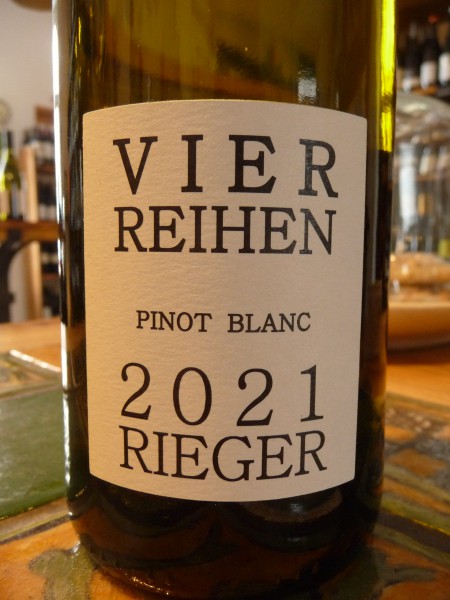 VIER
REIHEN
PINOT BLANC
2021
RIEGER